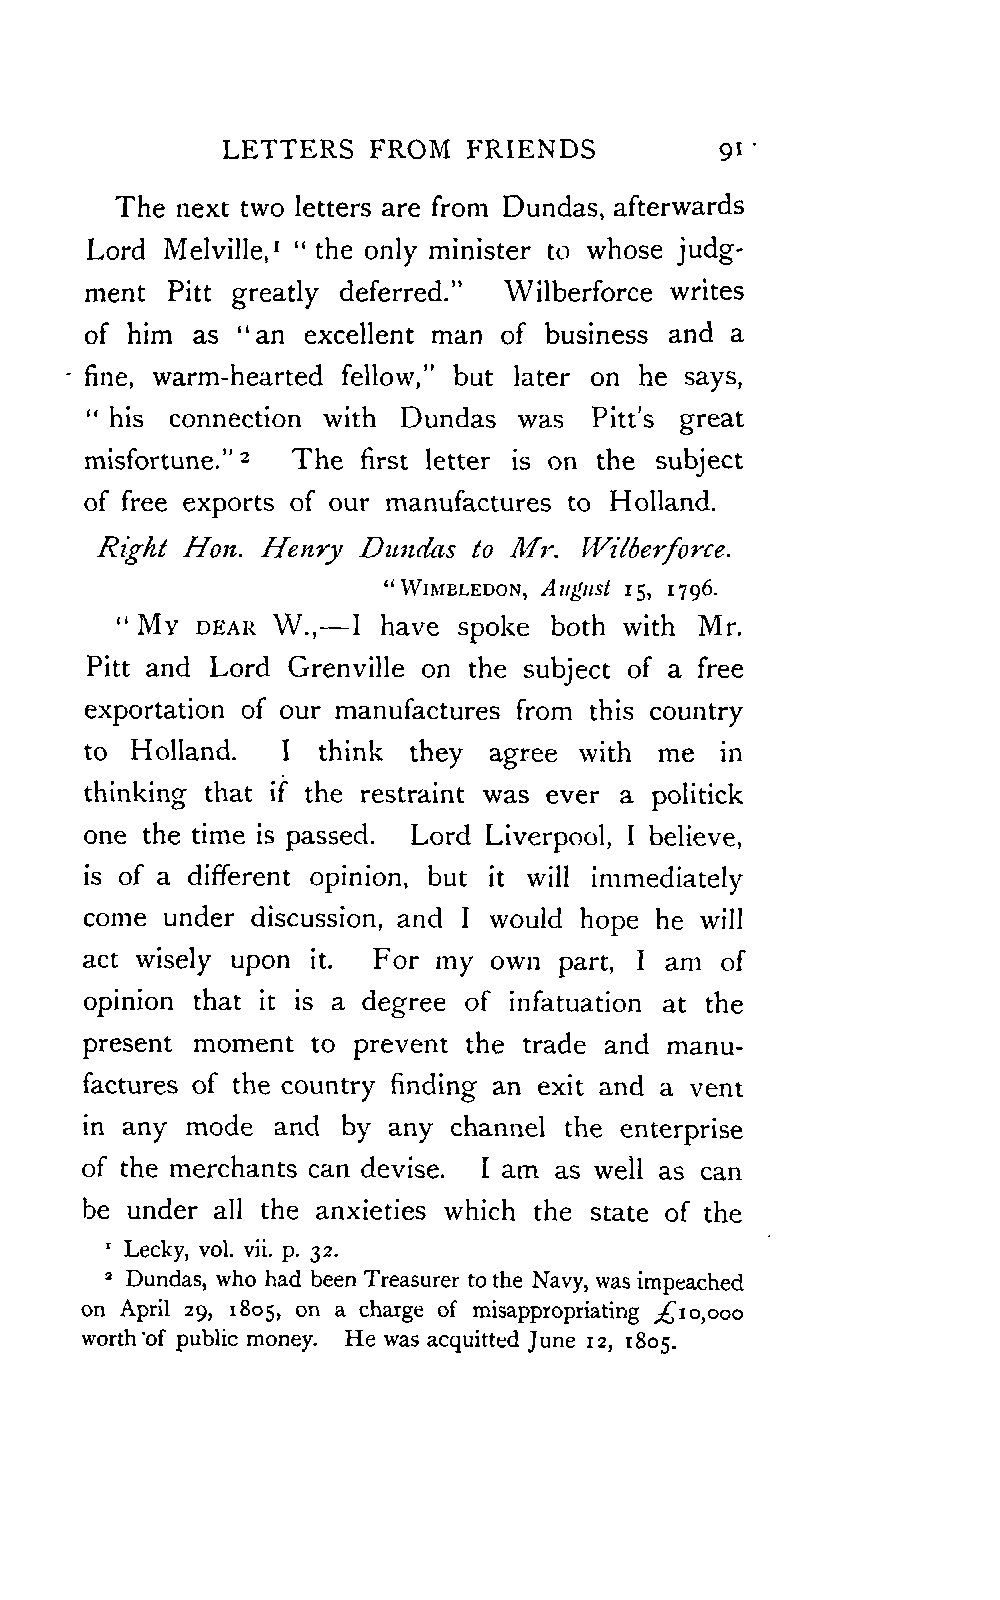 LETTERS FROM FRIENDS 91
The next two letters are from Dundas, afterwards
Lord Melville,¹ "the only minister to whose judg-
ment Pitt greatly deferred." Wilberforce writes
of him as "an excellent man of business and a
fine, warm-hearted fellow," but later on he says,
"his connection with Dundas was Pitt's great
misfortune."² The first letter is on the subject
of free exports of our manufactures to Holland.
Right Hon. Henry Dundas to Mr. Wilberforce.
"WIMBLEDON, August 15, 1796.
"MY DEAR W.,—I have spoke both with Mr.
Pitt and Lord Grenville on the subject of a free
exportation of our manufactures from this country
to Holland. I think they agree with me in
thinking that if the restraint was ever a politick
one the time is passed. Lord Liverpool, I believe,
is of a different opinion, but it will immediately
come under discussion, and I would hope he will
act wisely upon it. For my own part, I am of
opinion that it is a degree of infatuation at the
present moment to prevent the trade and manu-
factures of the country finding an exit and a vent
in any mode and by any channel the enterprise
of the merchants can devise. I am as well as can
be under all the anxieties which the state of the
¹ Lecky, vol. vii. p. 32.
² Dundas, who had been Treasurer to the Navy, was impeached
on April 29, 1805, on a charge of misappropriating £10,000
worth of public money. He was acquitted June 12, 1805.